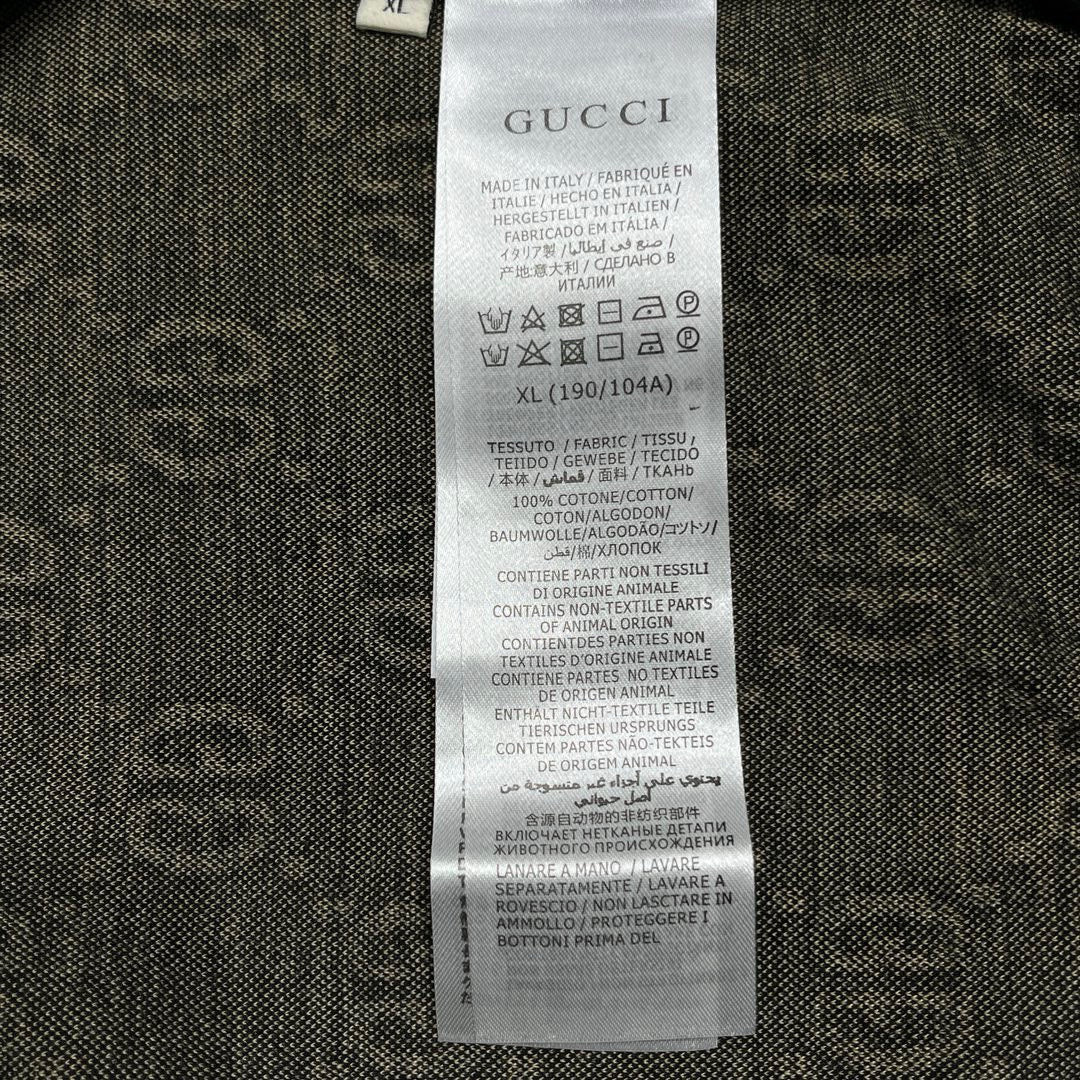 XL
GUCCI
MADE IN ITALY / FABRIQUÉ EN
ITALIE / HECHO EN ITALIA /
HERGESTELLT IN ITALIEN /
FABRICADO EM ITÁLIA /
イタリア製 / صنع في إيطاليا /
产地:意大利 / СДЕЛАНО В
ИТАЛИИ
P
P
XL (190/104A)
TESSUTO / FABRIC / TISSU,
TEIIDO / GEWEBE / TECIDO
/ 本体 / قماش / 面料 / ТКАНЬ
100% COTONE/COTTON/
COTON/ALGODON/
BAUMWOLLE/ALGODÃO/コツトソ/
قطن/棉/ХЛОПОК
CONTIENE PARTI NON TESSILI
DI ORIGINE ANIMALE
CONTAINS NON-TEXTILE PARTS
OF ANIMAL ORIGIN
CONTIENTDES PARTIES NON
TEXTILES D'ORIGINE ANIMALE
CONTIENE PARTES NO TEXTILES
DE ORIGEN ANIMAL
ENTHÄLT NICHT-TEXTILE TEILE
TIERISCHEN URSPRUNGS
CONTEM PARTES NÃO-TEKTEIS
DE ORIGEM ANIMAL
يحتوي على أجزاء غير منسوجة من
أصل حيواني
含源自动物的非纺织部件
ВКЛЮЧАЕТ НЕТКАНЫЕ ДЕТАПИ
ЖИВОТНОГО ПРОИСХОЖДЕНИЯ
LANARE A MANO / LAVARE
SEPARATAMENTE / LAVARE A
ROVESCIO / NON LASCTARE IN
AMMOLLO / PROTEGGERE I
BOTTONI PRIMA DEL